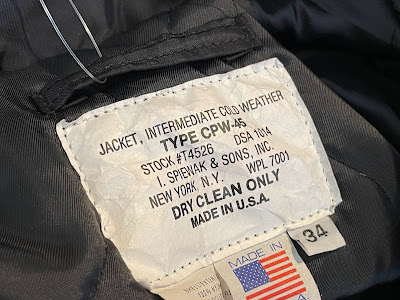 JACKET, INTERMEDIATE COLD WEATHER
TYPE CPW-45
STOCK #T4526 DSA 1014
I. SPIEWAK & SONS, INC.
NEW YORK, N.Y. WPL 7001
DRY CLEAN ONLY
MADE IN U.S.A.
34
MADE IN